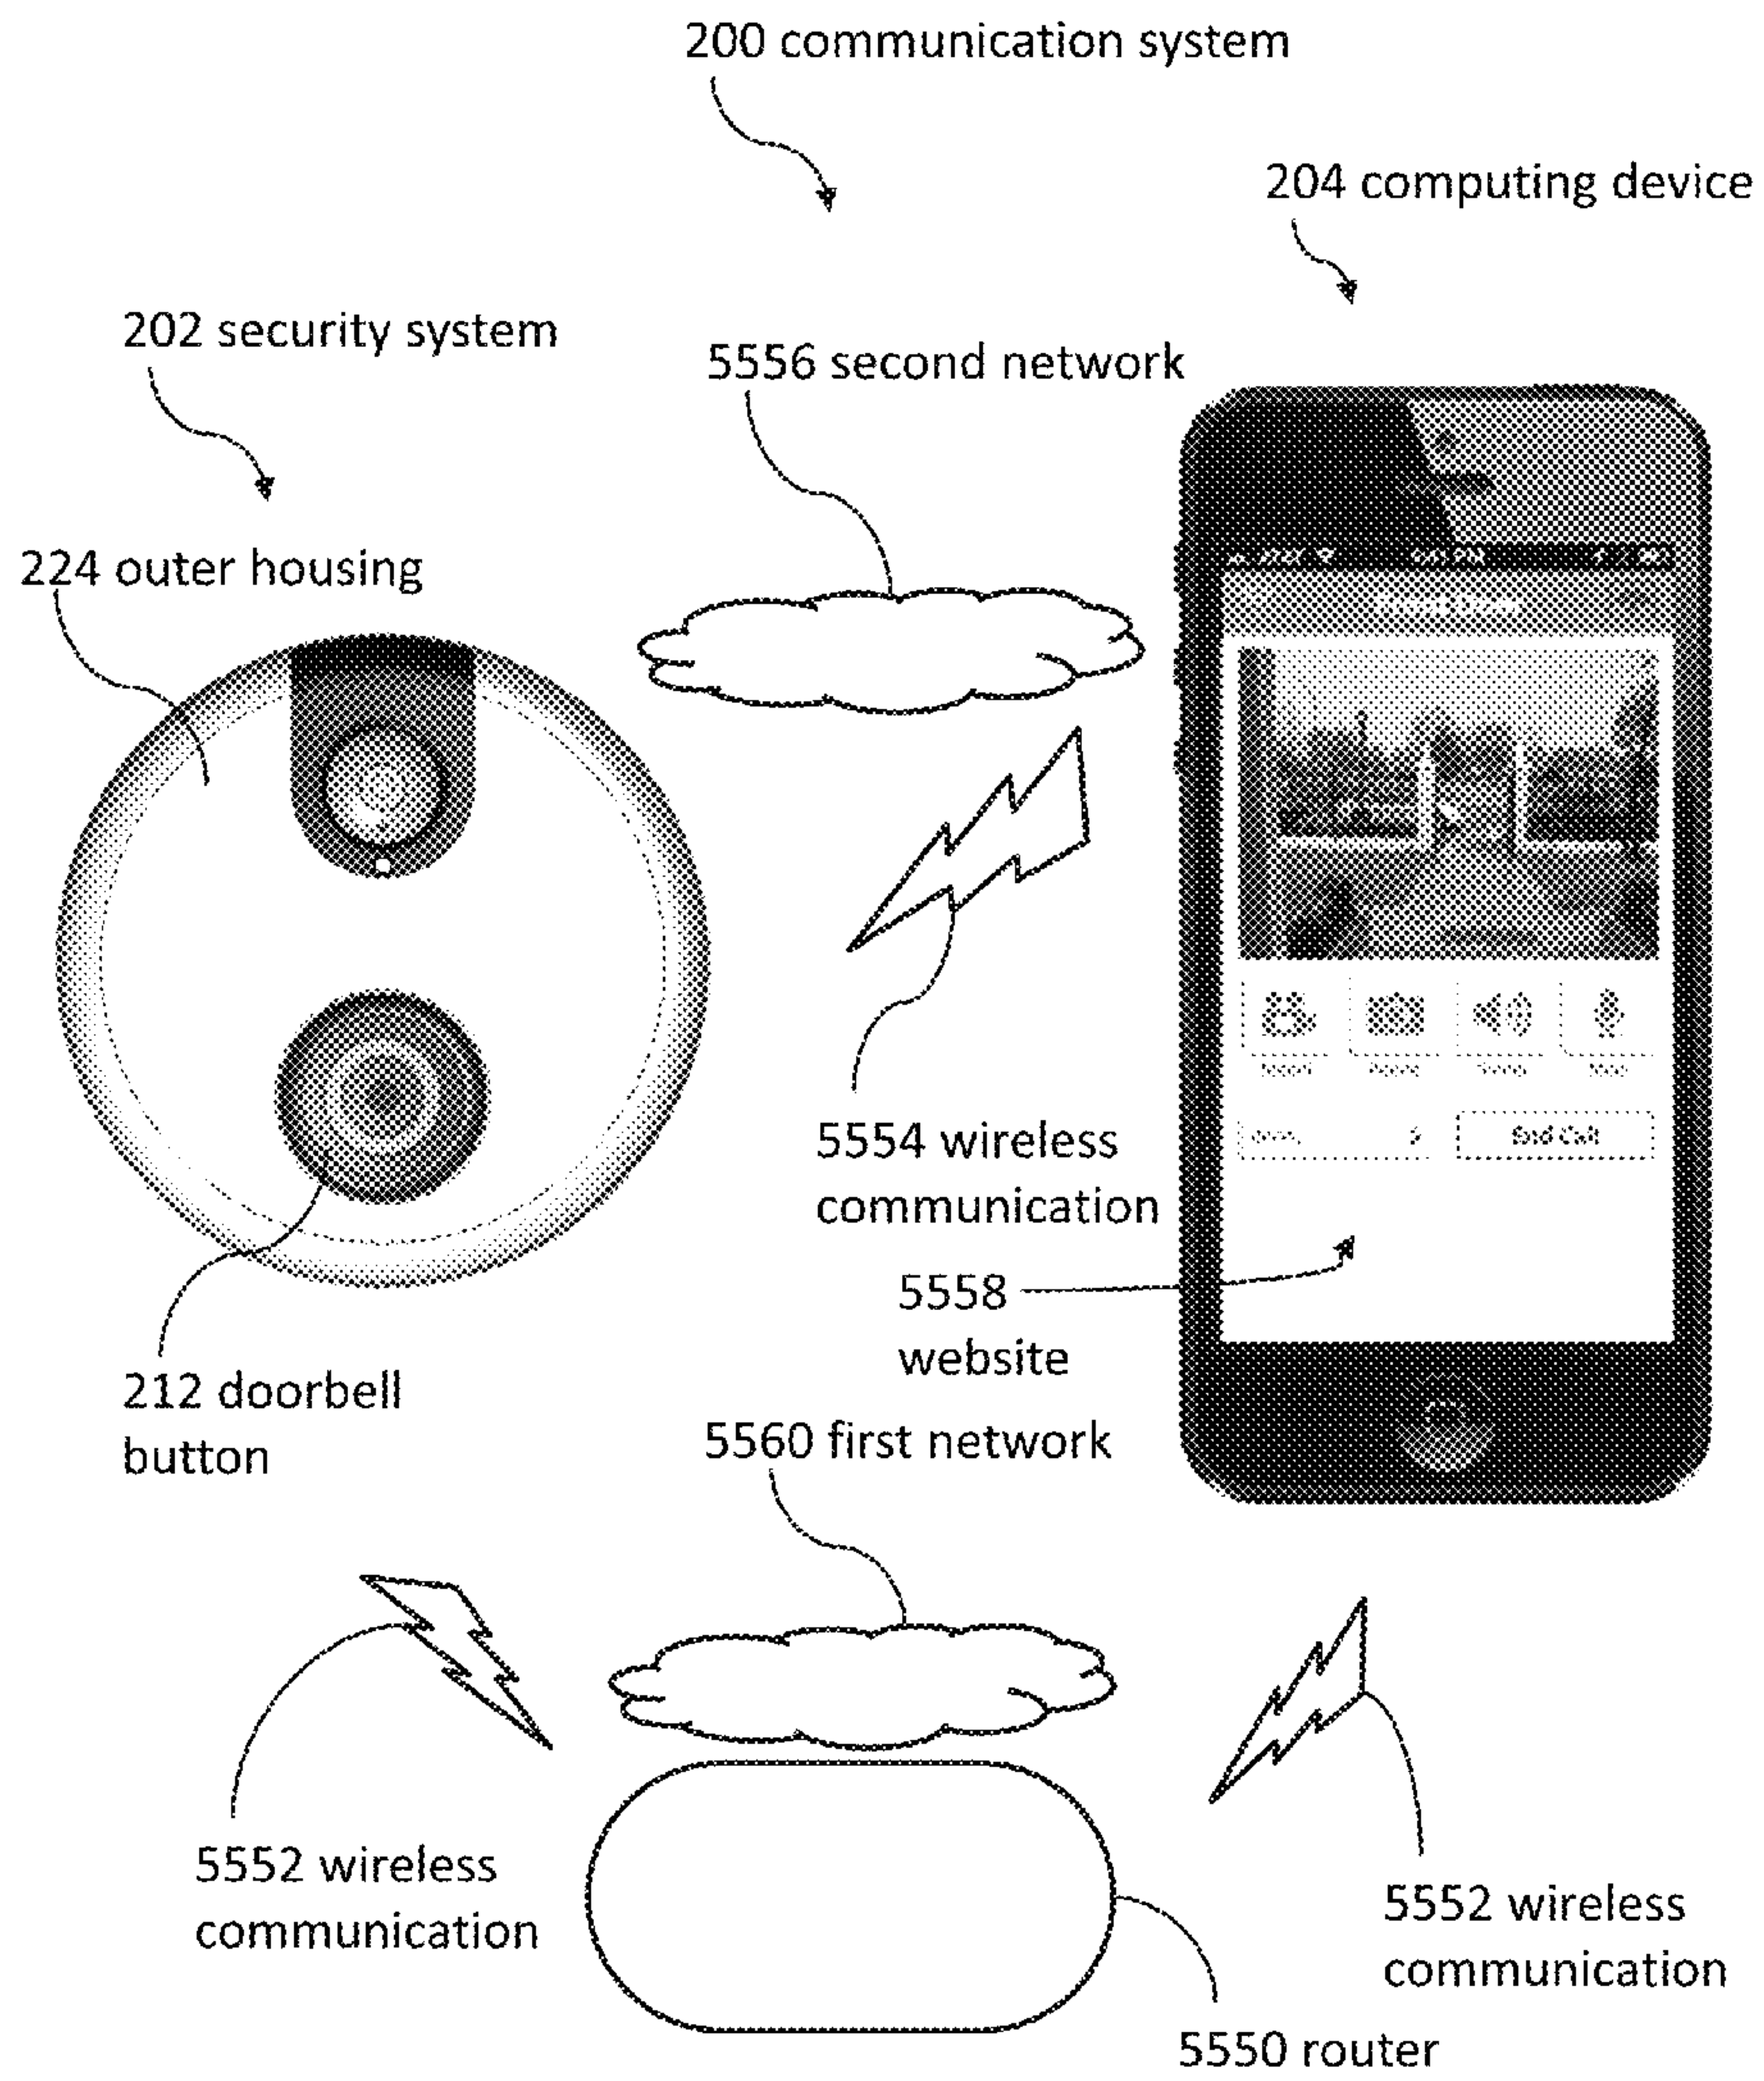 200 communication system
204 computing device
202 security system
5556 second network
224 outer housing
End Call
5554 wireless
communication
5558
website
212 doorbell
button
5560 first network
5552 wireless
communication
5552 wireless
communication
5550 router